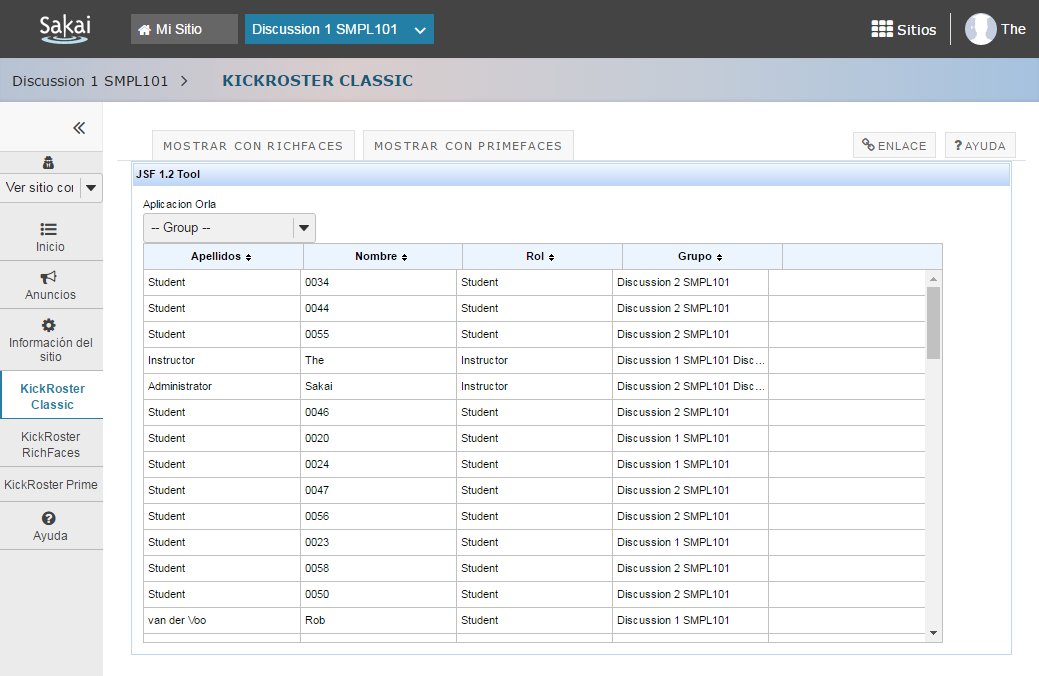 Sakai
Mi Sitio
Discussion 1 SMPL101
Sitios
The
Discussion 1 SMPL101
KICKROSTER CLASSIC
MOSTRAR CON RICHFACES
MOSTRAR CON PRIMEFACES
ENLACE
? AYUDA
JSF 1.2 Tool
Ver sitio cor
Inicio
Anuncios
Información del
sitio
KickRoster
Classic
KickRoster
RichFaces
KickRoster Prime
Ayuda
Aplicacion Orla
-- Group --
Apellidos Nombre Rol Grupo
Student 0034 Student Discussion 2 SMPL101
Student 0044 Student Discussion 2 SMPL101
Student 0055 Student Discussion 2 SMPL101
Instructor The Instructor Discussion 1 SMPL101 Disc...
Administrator Sakai Instructor Discussion 2 SMPL101 Disc...
Student 0046 Student Discussion 2 SMPL101
Student 0020 Student Discussion 1 SMPL101
Student 0024 Student Discussion 1 SMPL101
Student 0047 Student Discussion 2 SMPL101
Student 0056 Student Discussion 2 SMPL101
Student 0023 Student Discussion 1 SMPL101
Student 0058 Student Discussion 2 SMPL101
Student 0050 Student Discussion 2 SMPL101
van der Voo Rob Student Discussion 1 SMPL101